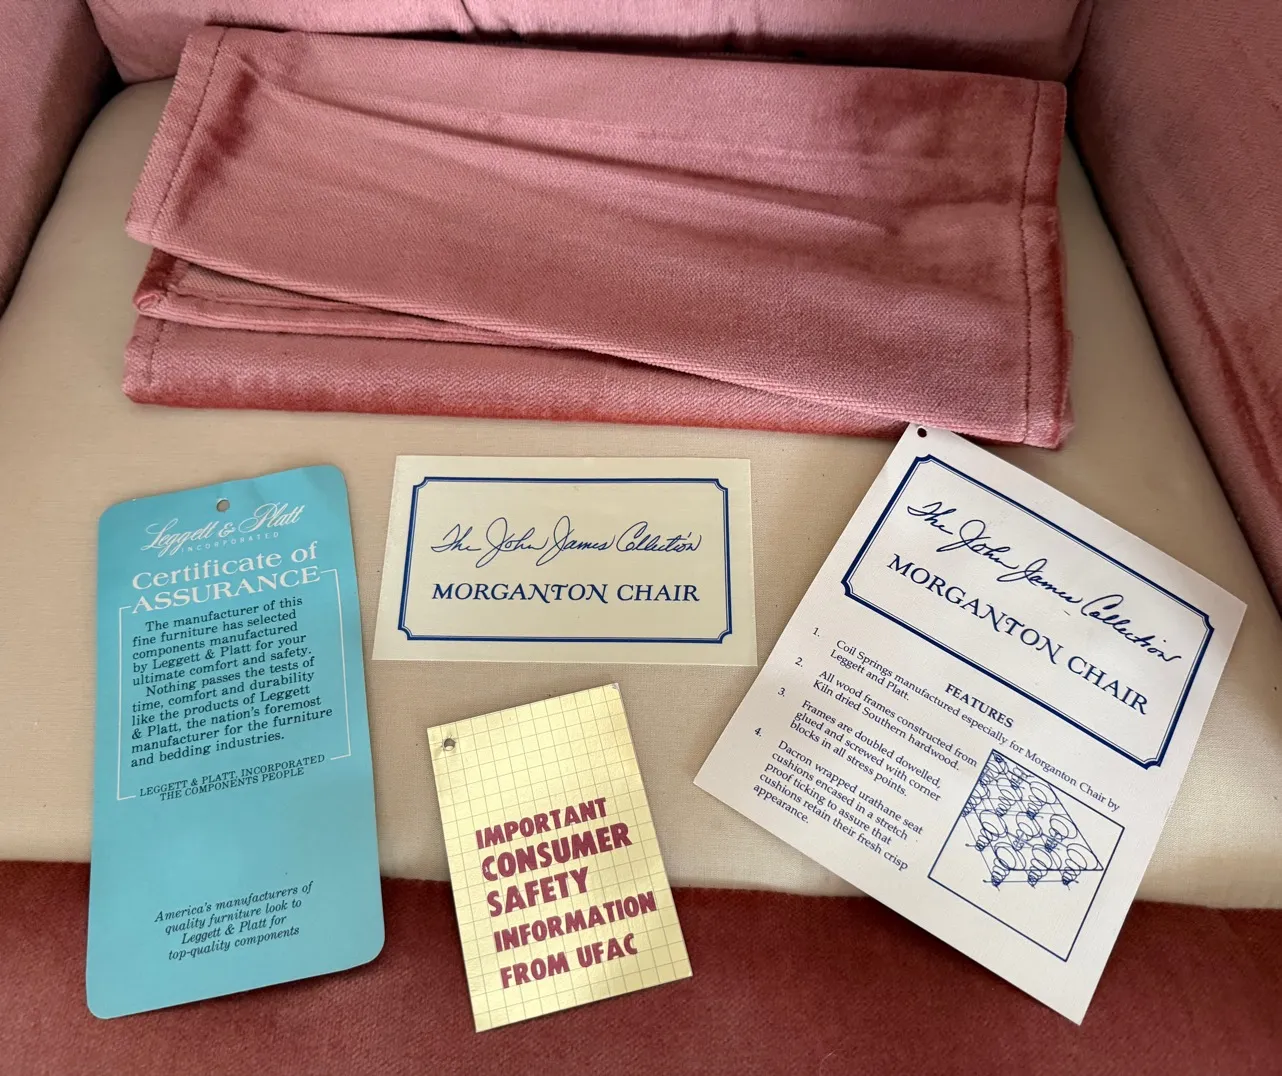 Leggett & Platt
INCORPORATED
Certificate of
ASSURANCE
The manufacturer of this
fine furniture has selected
components manufactured
by Leggett & Platt for your
ultimate comfort and safety.
Nothing passes the tests of
time, comfort and durability
like the products of Leggett
& Platt, the nation's foremost
manufacturer for the furniture
and bedding industries.
LEGGETT & PLATT, INCORPORATED
THE COMPONENTS PEOPLE
America's manufacturers of
quality furniture look to
Leggett & Platt for
top-quality components
The John James Collection
MORGANTON CHAIR
IMPORTANT
CONSUMER
SAFETY
INFORMATION
FROM UFAC
The John James Collection
MORGANTON CHAIR
FEATURES
1. Coil Springs manufactured especially for Morganton Chair by
Leggett and Platt.
2. All wood frames constructed from
Kiln dried Southern hardwood.
3. Frames are doubled dowelled,
glued and screwed with corner
blocks in all stress points.
4. Dacron wrapped urathane seat
cushions encased in a stretch
proof ticking to assure that
cushions retain their fresh crisp
appearance.